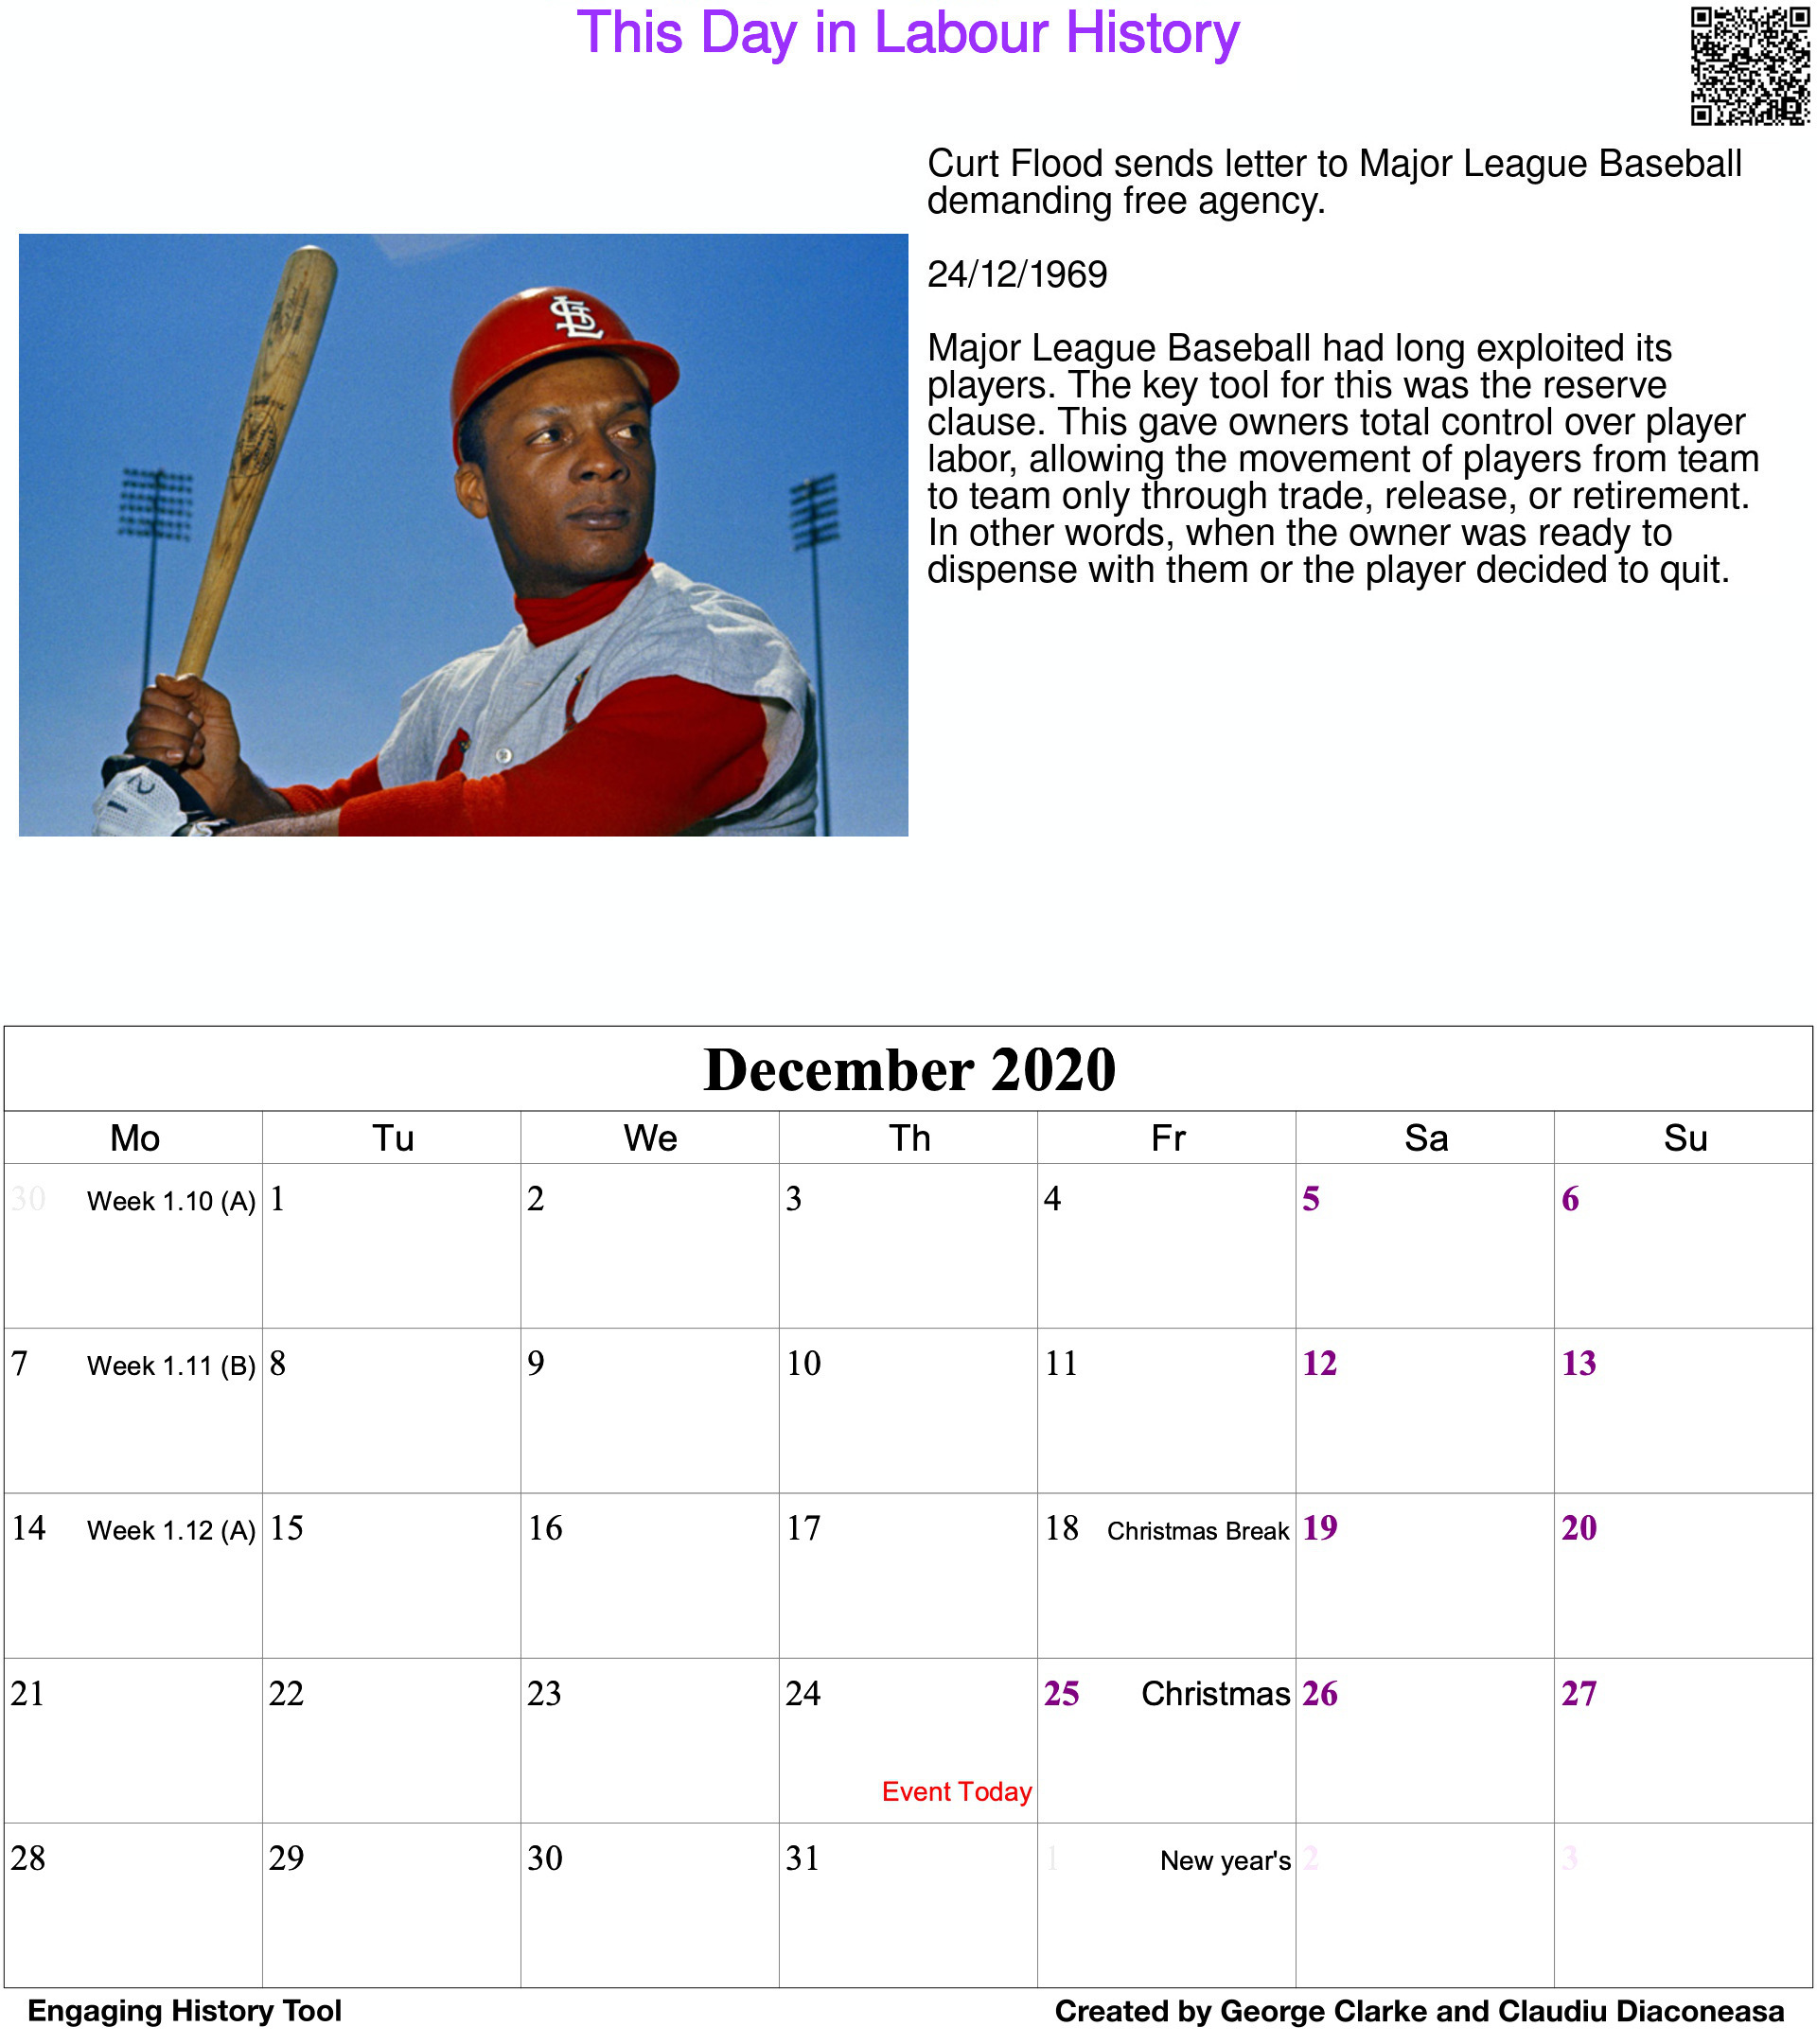 This Day in Labour History
Curt Flood sends letter to Major League Baseball
demanding free agency.
24/12/1969
Major League Baseball had long exploited its
players. The key tool for this was the reserve
clause. This gave owners total control over player
labor, allowing the movement of players from team
to team only through trade, release, or retirement.
In other words, when the owner was ready to
dispense with them or the player decided to quit.
STL
December 2020
Mo Tu We Th Fr Sa Su
30 Week 1.10 (A) 1 2 3 4 5 6
7 Week 1.11 (B) 8 9 10 11 12 13
14 Week 1.12 (A) 15 16 17 18 Christmas Break 19 20
21 22 23 24 25 Christmas 26 27
Event Today
28 29 30 31 1 New year's 2 3
Engaging History Tool Created by George Clarke and Claudiu Diaconeasa